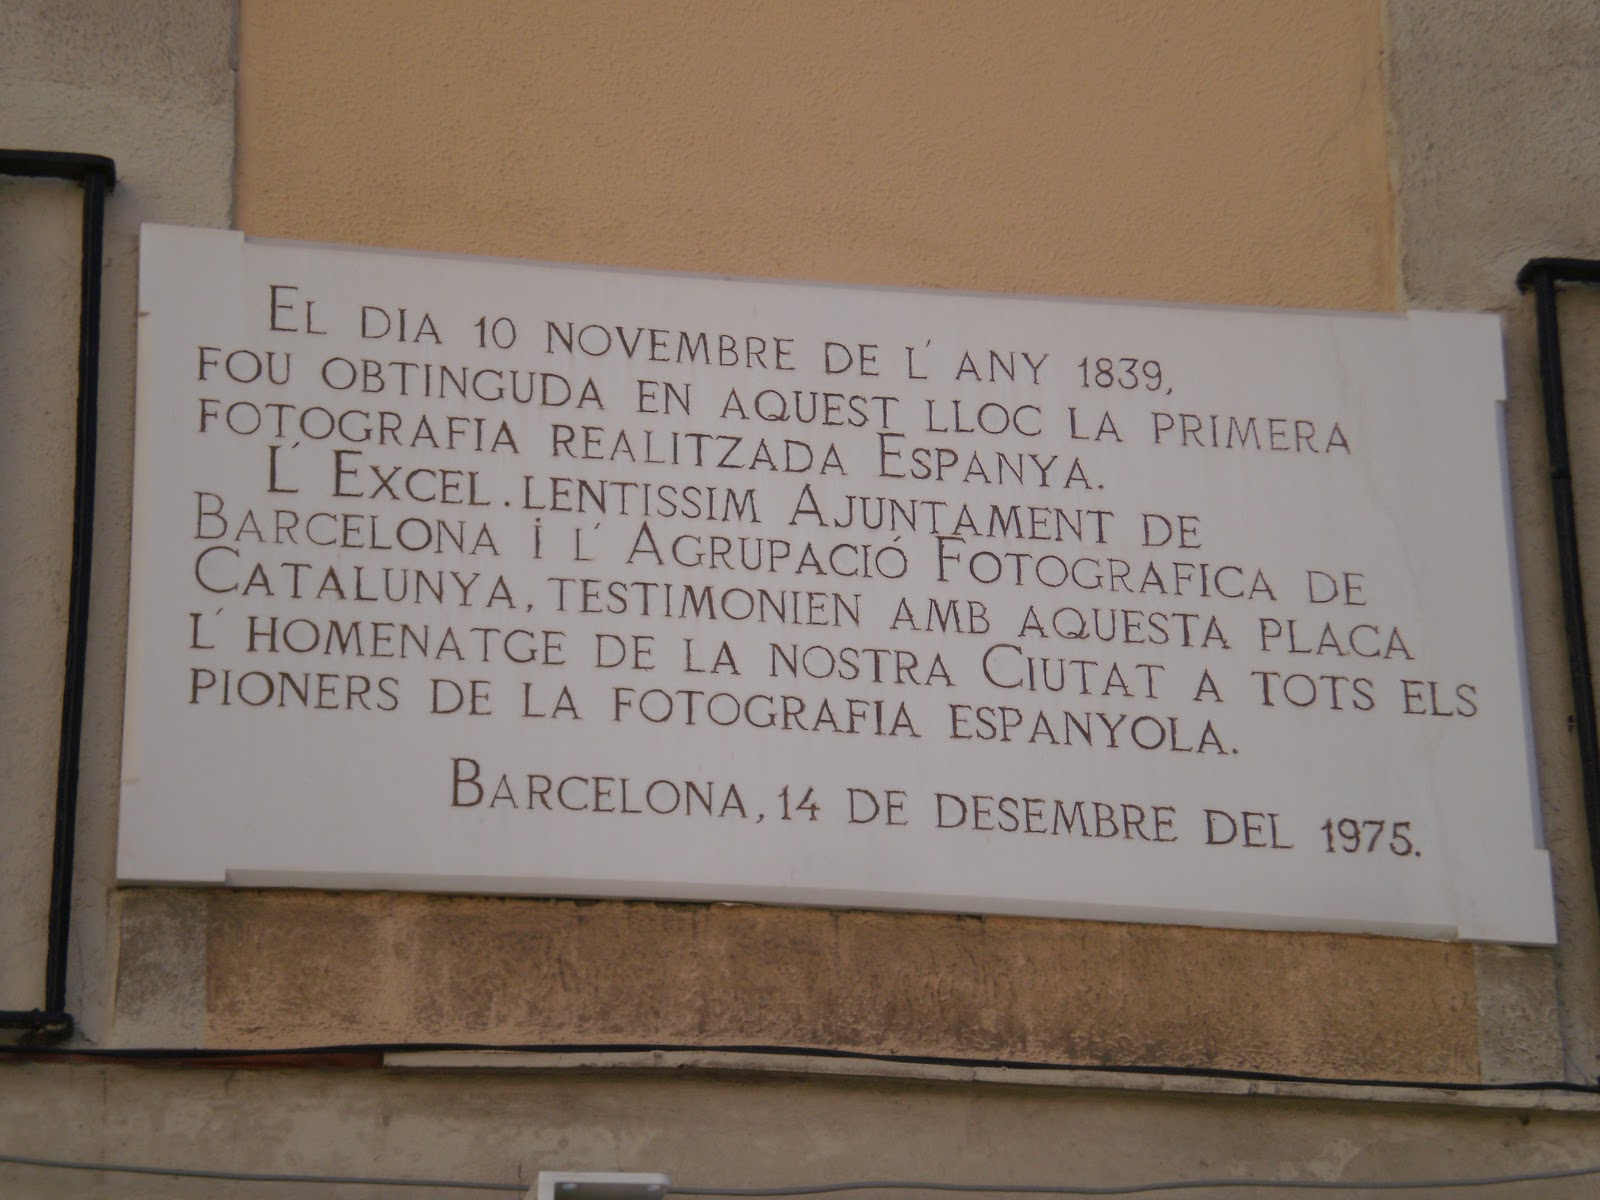 El dia 10 novembre de l' any 1839,
fou obtinguda en aquest lloc la primera
fotografia realitzada Espanya.
L' Excel.lentissim Ajuntament de
Barcelona i l' Agrupació Fotografica de
Catalunya, testimonien amb aquesta placa
l' homenatge de la nostra Ciutat a tots els
pioners de la fotografia espanyola.
Barcelona, 14 de desembre del 1975.